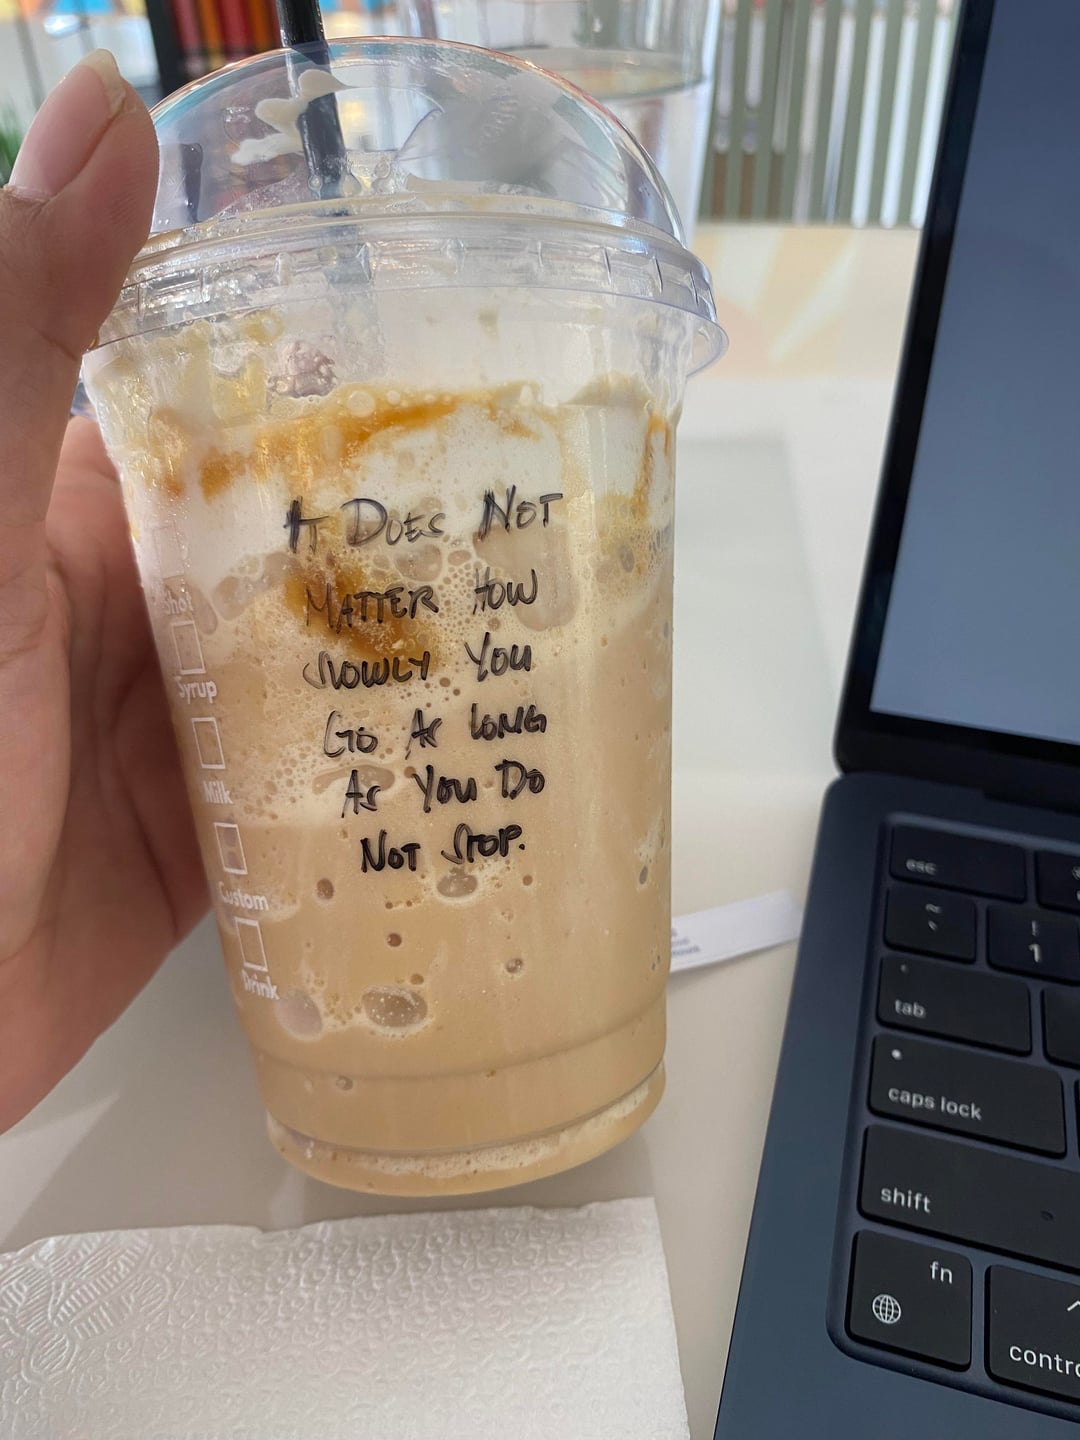 IT DOES NOT
MATTER HOW
SLOWLY YOU
GO AS LONG
AS YOU DO
NOT STOP.
Shot
Syrup
Milk
Custom
Drink
esc
~
`
!
1
tab
caps lock
shift
fn